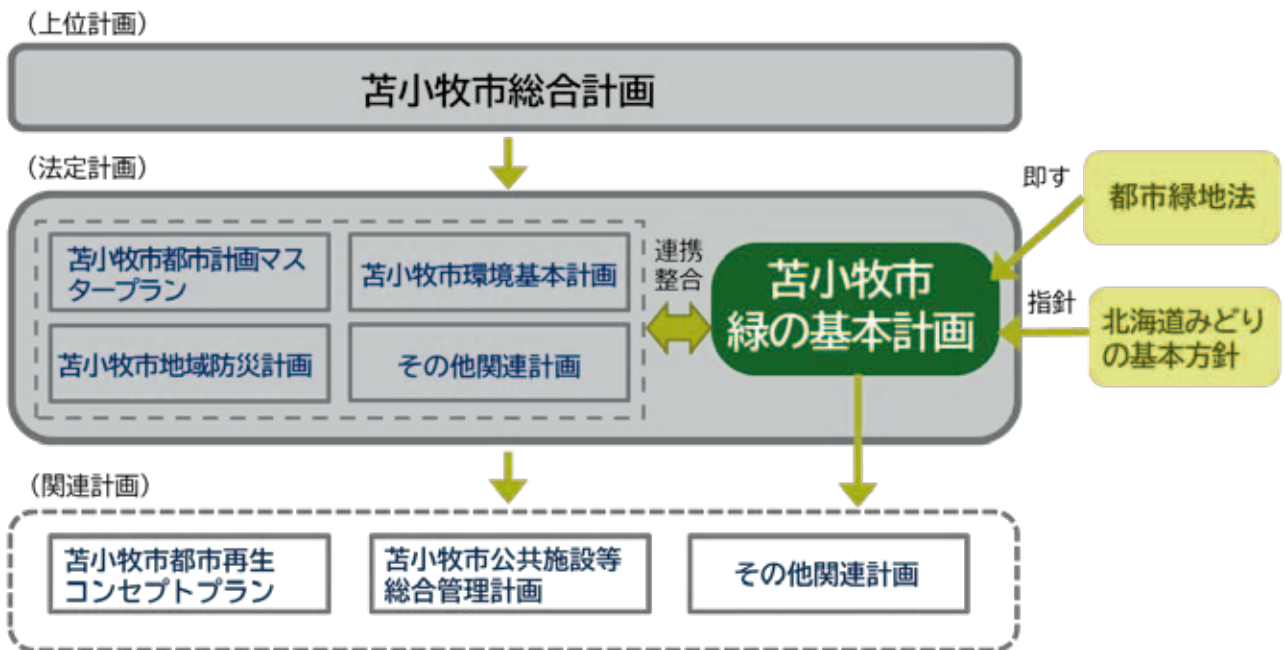 （上位計画）
苫小牧市総合計画
（法定計画）
苫小牧市都市計画マス
タープラン
苫小牧市環境基本計画
苫小牧市地域防災計画
その他関連計画
連携
整合
苫小牧市
緑の基本計画
即す
都市緑地法
指針
北海道みどり
の基本方針
（関連計画）
苫小牧市都市再生
コンセプトプラン
苫小牧市公共施設等
総合管理計画
その他関連計画